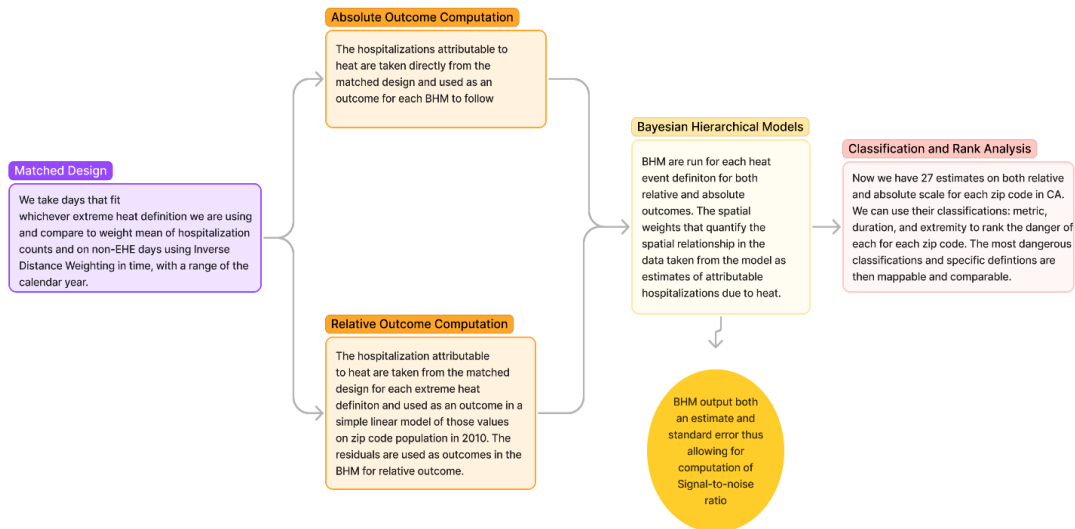 Matched Design
We take days that fit
whichever extreme heat definition we are using
and compare to weight mean of hospitalization
counts and on non-EHE days using Inverse
Distance Weighting in time, with a range of the
calendar year.
Absolute Outcome Computation
The hospitalizations attributable to
heat are taken directly from the
matched design and used as an
outcome for each BHM to follow
Relative Outcome Computation
The hospitalization attributable
to heat are taken from the matched
design for each extreme heat
definiton and used as an outcome in a
simple linear model of those values
on zip code population in 2010. The
residuals are used as outcomes in the
BHM for relative outcome.
Bayesian Hierarchical Models
BHM are run for each heat
event definiton for both
relative and absolute
outcomes. The spatial
weights that quantify the
spatial relationship in the
data taken from the model as
estimates of attributable
hospitalizations due to heat.
BHM output both
an estimate and
standard error thus
allowing for
computation of
Signal-to-noise
ratio
Classification and Rank Analysis
Now we have 27 estimates on both relative
and absolute scale for each zip code in CA.
We can use their classifications: metric,
duration, and extremity to rank the danger of
each for each zip code. The most dangerous
classifications and specific defintions are
then mappable and comparable.